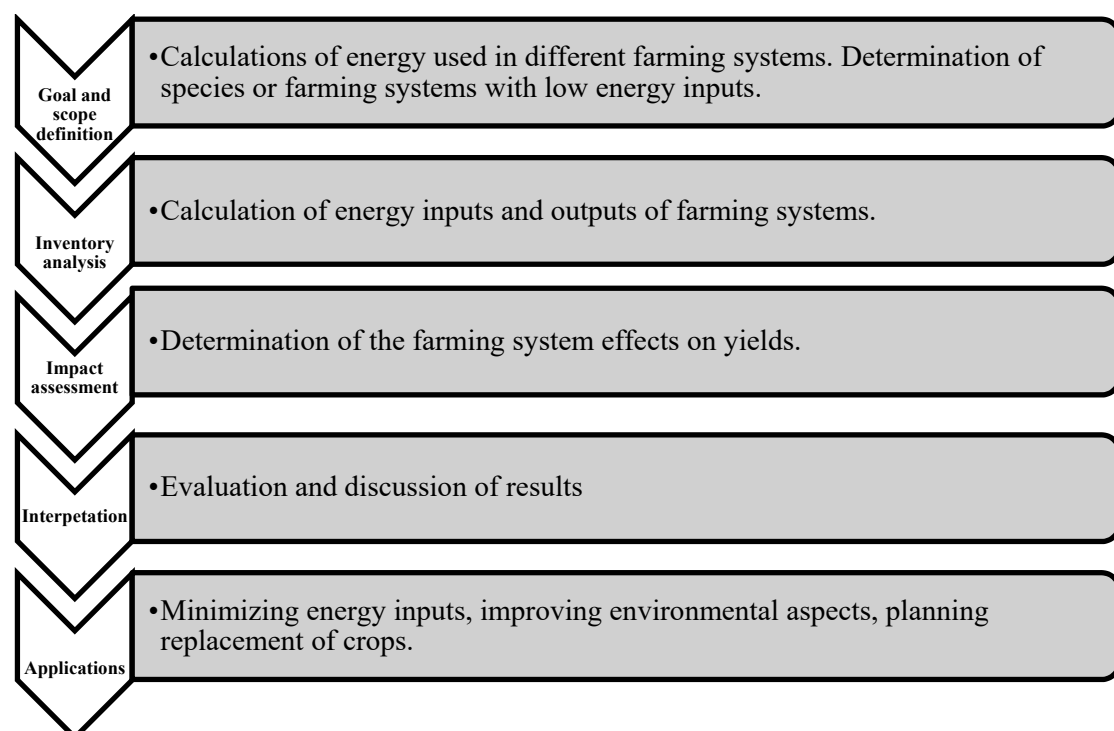 Goal and
scope
definition
•Calculations of energy used in different farming systems. Determination of
species or farming systems with low energy inputs.
Inventory
analysis
•Calculation of energy inputs and outputs of farming systems.
Impact
assessment
•Determination of the farming system effects on yields.
Interpetation
•Evaluation and discussion of results
Applications
•Minimizing energy inputs, improving environmental aspects, planning
replacement of crops.